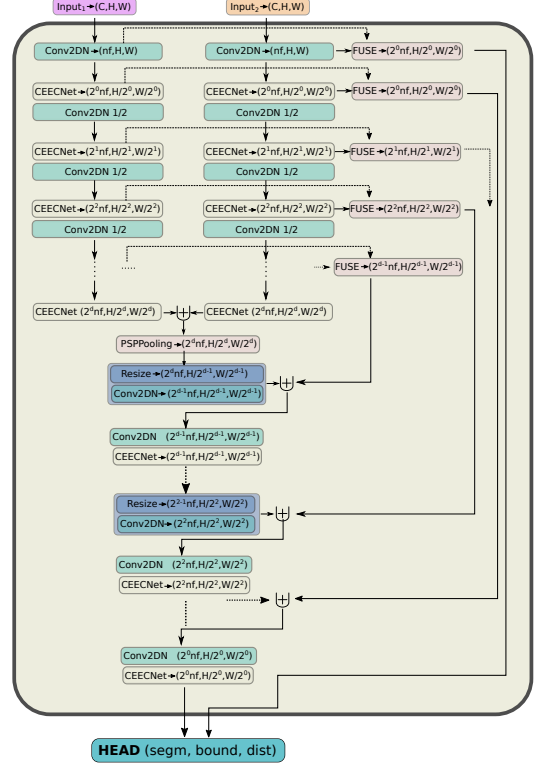 Input₁→(C,H,W) Input₂→(C,H,W)
Conv2DN→(nf,H,W) Conv2DN→(nf,H,W) FUSE→(2⁰nf,H/2⁰,W/2⁰)
CEECNet→(2⁰nf,H/2⁰,W/2⁰) CEECNet→(2⁰nf,H/2⁰,W/2⁰) FUSE→(2⁰nf,H/2⁰,W/2⁰)
Conv2DN 1/2 Conv2DN 1/2
CEECNet→(2¹nf,H/2¹,W/2¹) CEECNet→(2¹nf,H/2¹,W/2¹) FUSE→(2¹nf,H/2¹,W/2¹)
Conv2DN 1/2 Conv2DN 1/2
CEECNet→(2²nf,H/2²,W/2²) CEECNet→(2²nf,H/2²,W/2²) FUSE→(2²nf,H/2²,W/2²)
Conv2DN 1/2 Conv2DN 1/2
FUSE→(2ᵈ⁻¹nf,H/2ᵈ⁻¹,W/2ᵈ⁻¹)
CEECNet (2ᵈnf,H/2ᵈ,W/2ᵈ) CEECNet (2ᵈnf,H/2ᵈ,W/2ᵈ)
PSPPooling→(2ᵈnf,H/2ᵈ,W/2ᵈ)
Resize→(2ᵈnf,H/2ᵈ⁻¹,W/2ᵈ⁻¹)
Conv2DN→(2ᵈ⁻¹nf,H/2ᵈ⁻¹,W/2ᵈ⁻¹)
Conv2DN (2ᵈ⁻¹nf,H/2ᵈ⁻¹,W/2ᵈ⁻¹)
CEECNet→(2ᵈ⁻¹nf,H/2ᵈ⁻¹,W/2ᵈ⁻¹)
Resize→(2²⁻¹nf,H/2²,W/2²)
Conv2DN→(2²nf,H/2²,W/2²)
Conv2DN (2²nf,H/2²,W/2²)
CEECNet→(2²nf,H/2²,W/2²)
Conv2DN (2⁰nf,H/2⁰,W/2⁰)
CEECNet→(2⁰nf,H/2⁰,W/2⁰)
HEAD (segm, bound, dist)